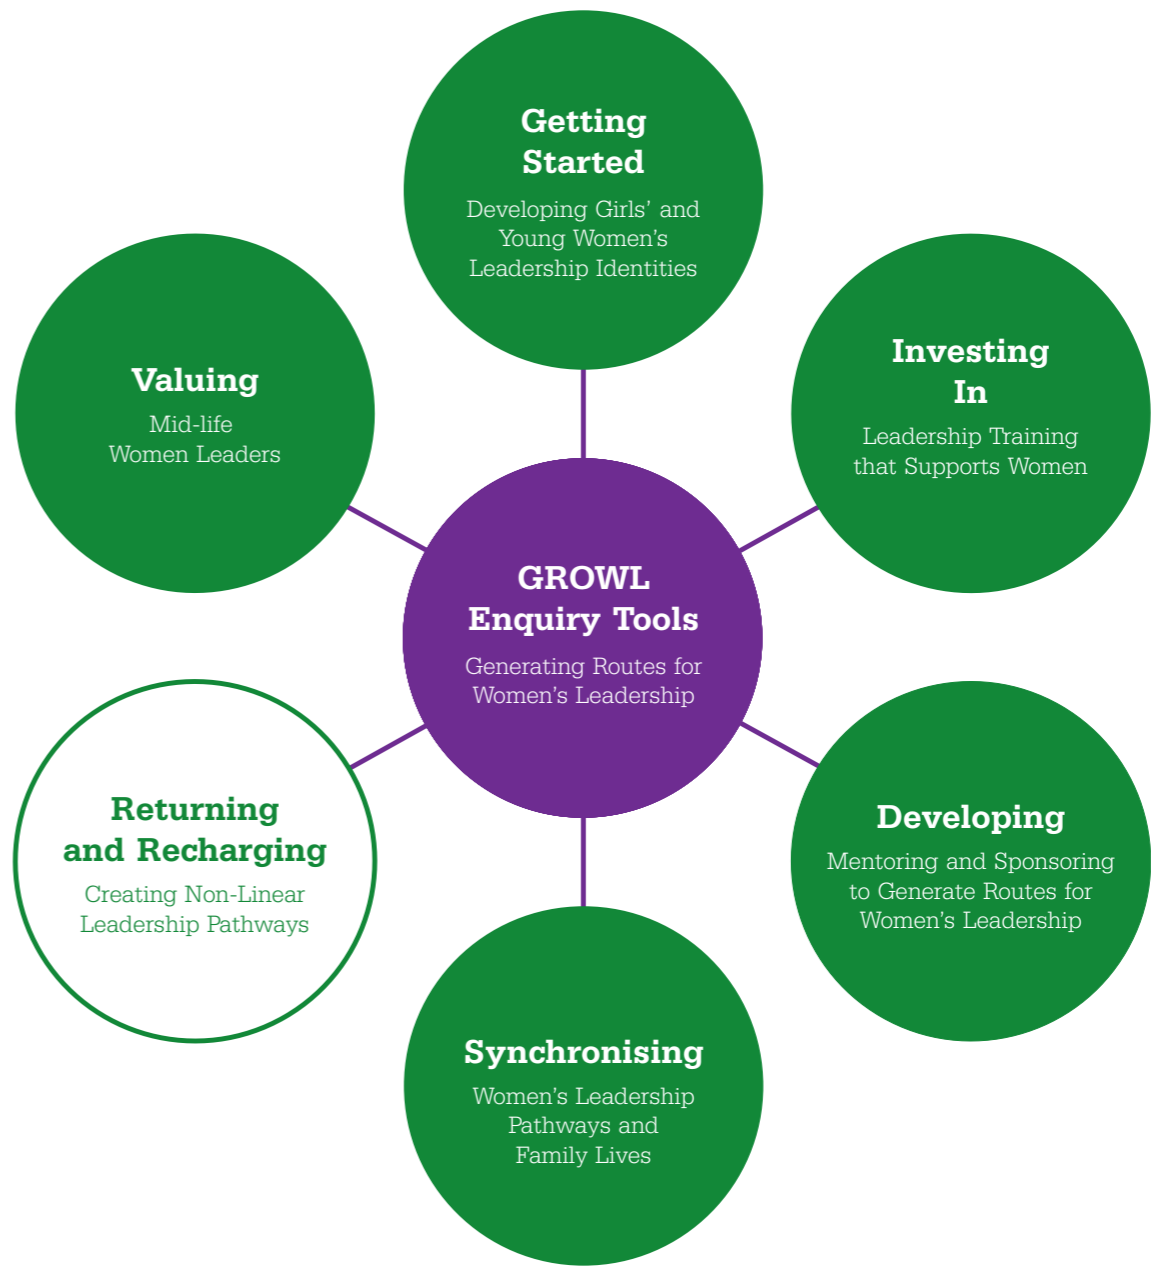 Getting
Started
Developing Girls’ and
Young Women’s
Leadership Identities
Investing
In
Leadership Training
that Supports Women
Valuing
Mid-life
Women Leaders
GROWL
Enquiry Tools
Generating Routes for
Women’s Leadership
Returning
and Recharging
Creating Non-Linear
Leadership Pathways
Developing
Mentoring and Sponsoring
to Generate Routes for
Women’s Leadership
Synchronising
Women’s Leadership
Pathways and
Family Lives